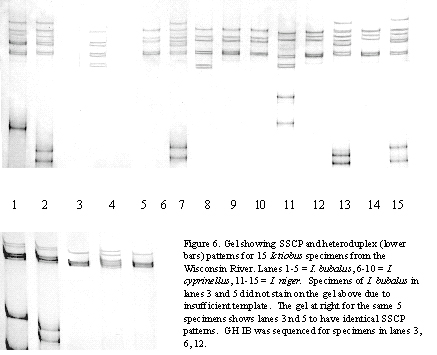 1 2 3 4 5 6 7 8 9 10 11 12 13 14 15
Figure 6. Gel showing SSCP and heteroduplex (lower
bars) patterns for 15 Ictiobus specimens from the
Wisconsin River. Lanes 1-5 = I. bubalus, 6-10 = I
cyprinellus, 11-15 = I. niger. Specimens of I. bubalus in
lanes 3 and 5 did not stain on the gel above due to
insufficient template. The gel at right for the same 5
specimens shows lanes 3 nd 5 to have identical SSCP
patterns. GH IB was sequenced for specimens in lanes 3,
6, 12.